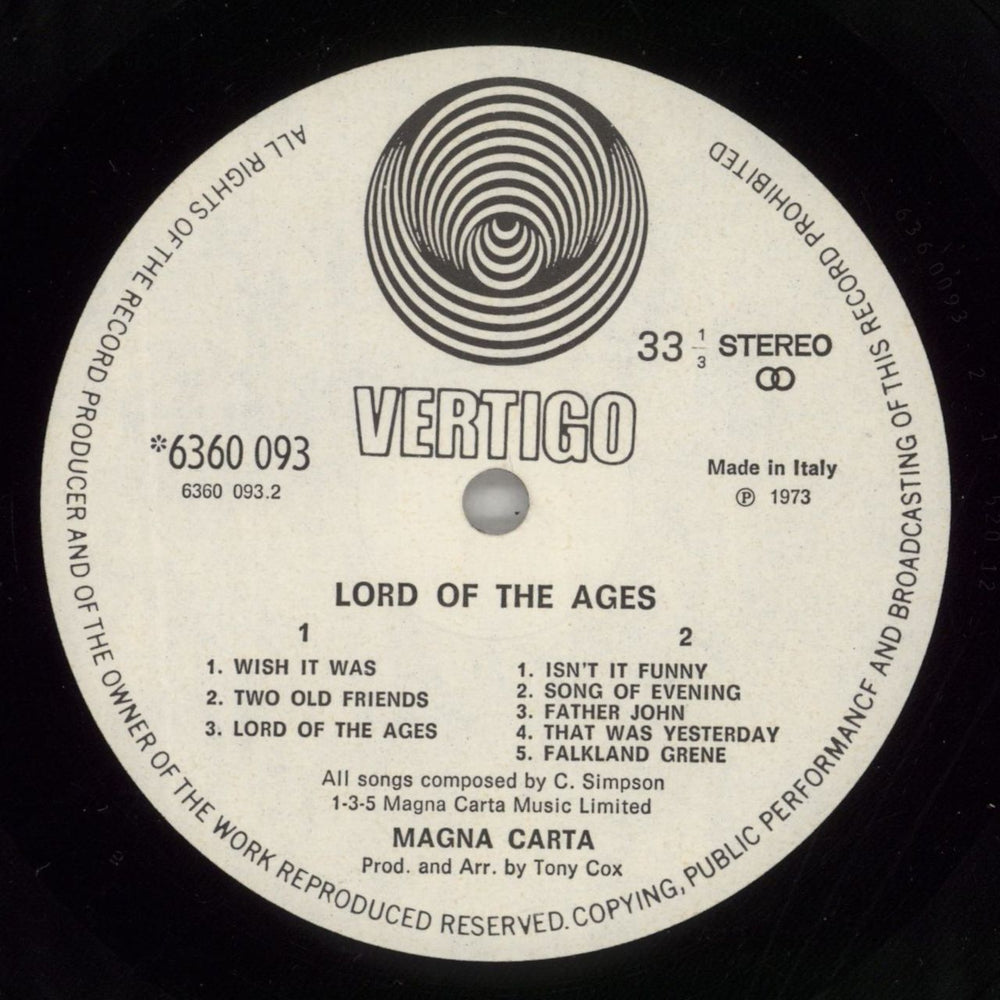 ALL RIGHTS OF THE RECORD PRODUCER AND OF THE OWNER OF THE WORK REPRODUCED RESERVED. COPYING, PUBLIC PERFORMANCE AND BROADCASTING OF THIS RECORD PROHIBITED
33 1/3 STEREO
VERTIGO
*6360 093
6360 093.2
Made in Italy
Ⓟ 1973
LORD OF THE AGES
1
1. WISH IT WAS
2. TWO OLD FRIENDS
3. LORD OF THE AGES
2
1. ISN'T IT FUNNY
2. SONG OF EVENING
3. FATHER JOHN
4. THAT WAS YESTERDAY
5. FALKLAND GRENE
All songs composed by C. Simpson
1-3-5 Magna Carta Music Limited
MAGNA CARTA
Prod. and Arr. by Tony Cox
6360093